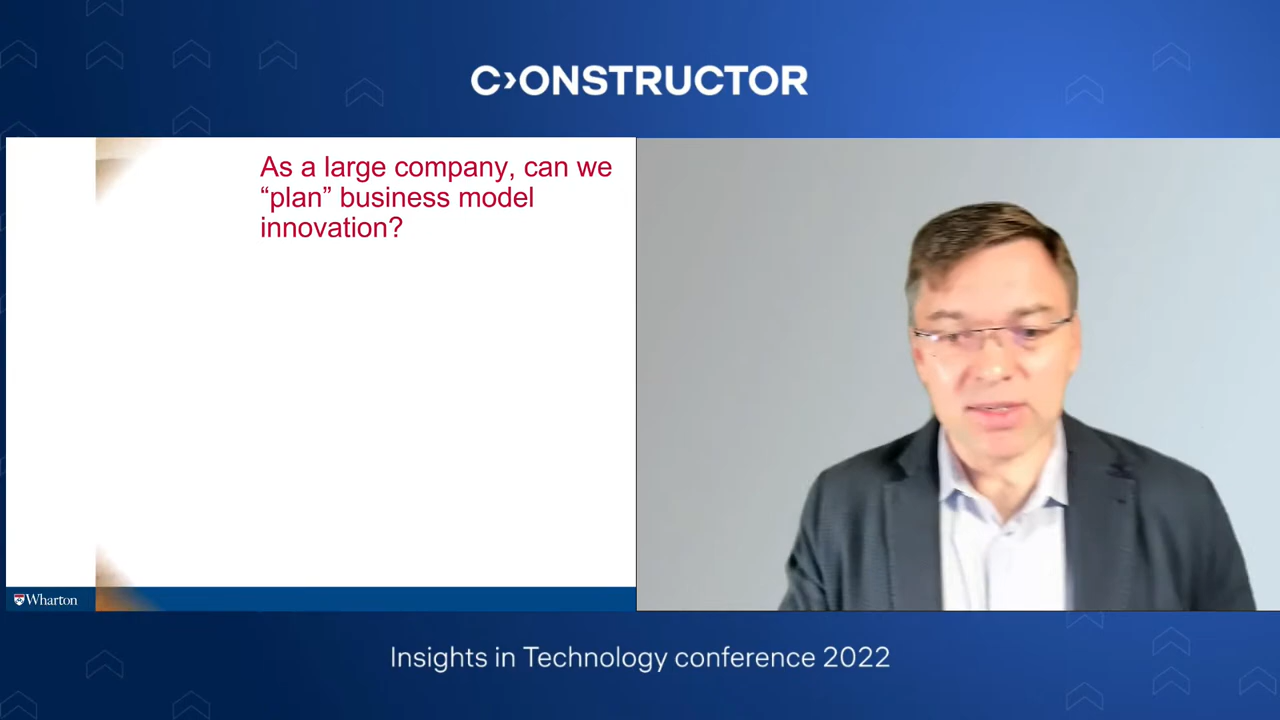 C›ONSTRUCTOR
As a large company, can we
“plan” business model
innovation?
Wharton
Insights in Technology conference 2022